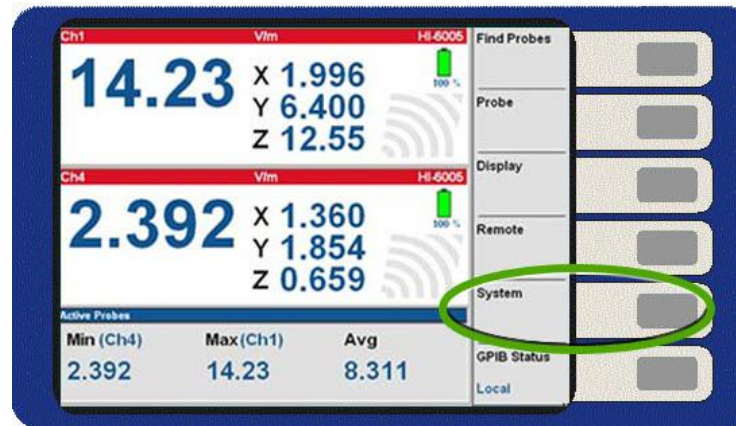 Ch1 V/m HI-6005
14.23
X 1.996
Y 6.400
Z 12.55
100 %
Ch4 V/m HI-6005
2.392
X 1.360
Y 1.854
Z 0.659
100 %
Active Probes
Min (Ch4) Max(Ch1) Avg
2.392 14.23 8.311
Find Probes
Probe
Display
Remote
System
GPIB Status
Local